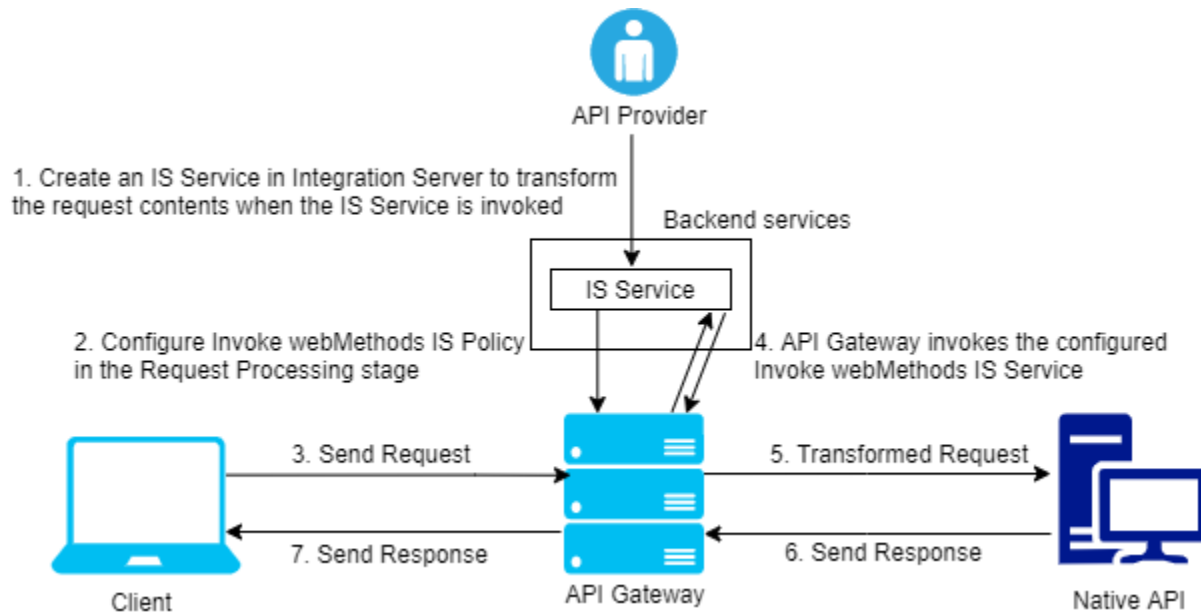 API Provider
1. Create an IS Service in Integration Server to transform
the request contents when the IS Service is invoked
Backend services
IS Service
2. Configure Invoke webMethods IS Policy
in the Request Processing stage
4. API Gateway invokes the configured
Invoke webMethods IS Service
3. Send Request
5. Transformed Request
7. Send Response
6. Send Response
Client
API Gateway
Native API